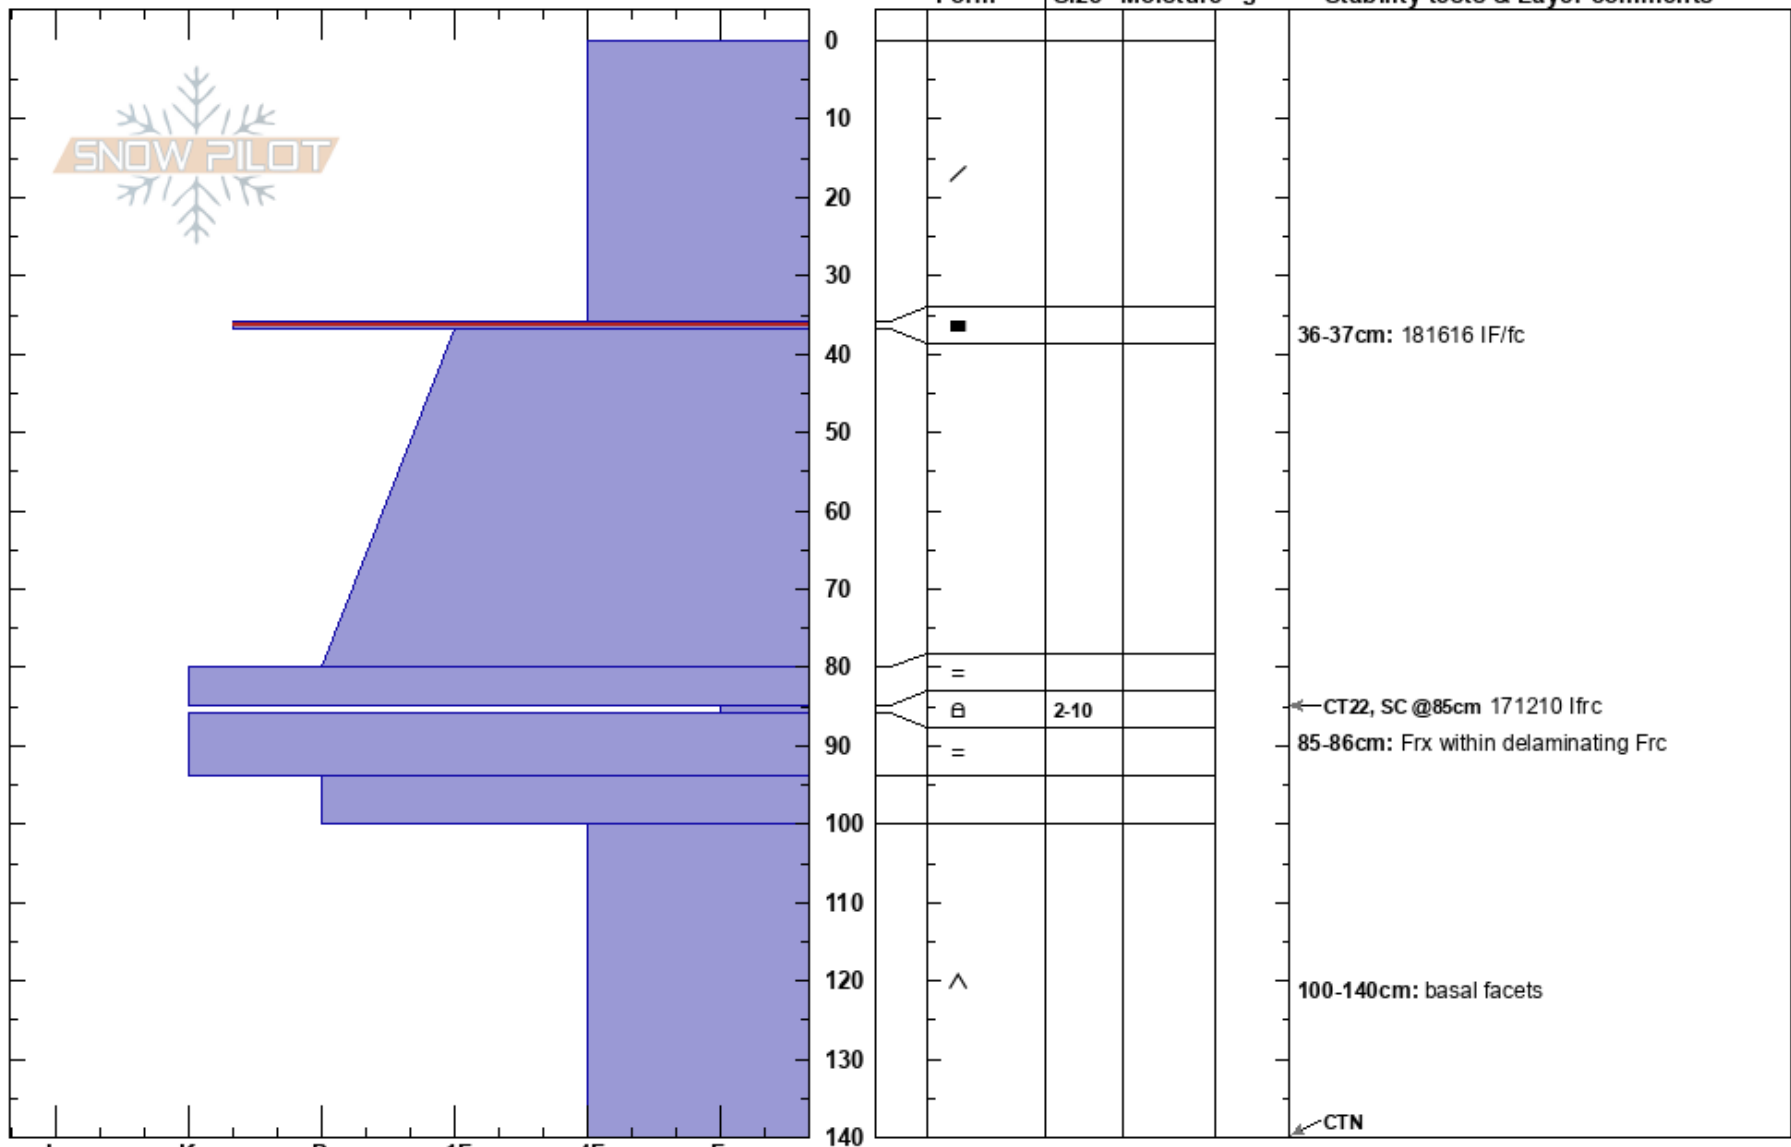 SNOW PILOT
0
10
20
30
36-37cm: 181616 IF/fc
40
50
60
70
80
2-10
CT22, SC @85cm 171210 Ifrc
85-86cm: Frx within delaminating Frc
90
100
110
120
100-140cm: basal facets
130
CTN
140